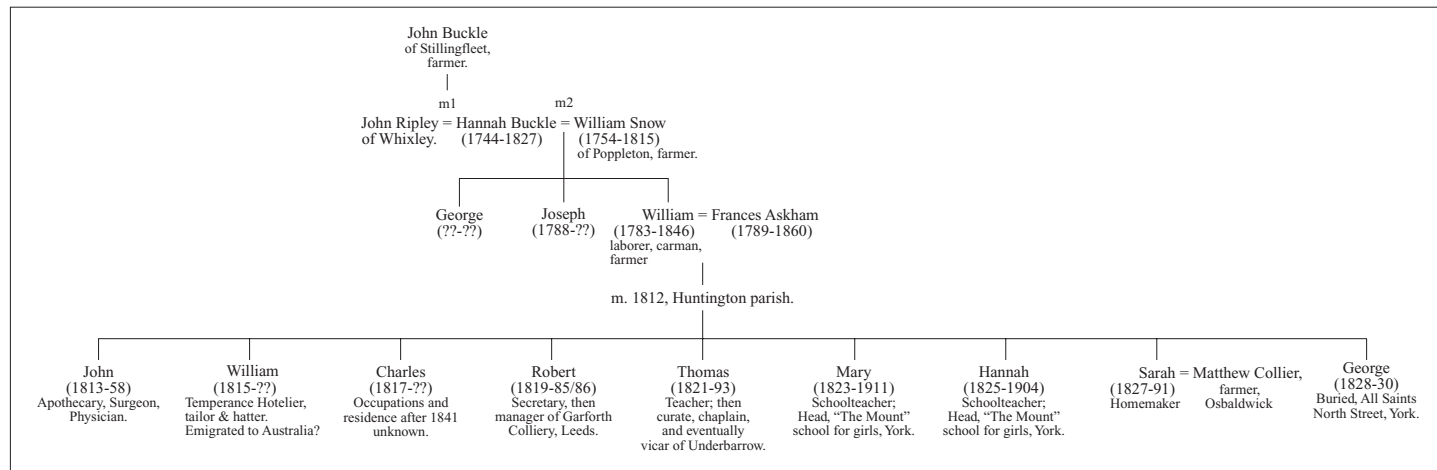 John Buckle
of Stillingfleet,
farmer.
m1 m2
John Ripley = Hannah Buckle = William Snow
of Whixley. (1744-1827) (1754-1815)
of Poppleton, farmer.
George
(??-??)
Joseph
(1788-??)
William = Frances Askham
(1783-1846) (1789-1860)
laborer, carman,
farmer
m. 1812, Huntington parish.
John
(1813-58)
Apothecary, Surgeon,
Physician.
William
(1815-??)
Temperance Hotelier,
tailor & hatter.
Emigrated to Australia?
Charles
(1817-??)
Occupations and
residence after 1841
unknown.
Robert
(1819-85/86)
Secretary, then
manager of Garforth
Colliery, Leeds.
Thomas
(1821-93)
Teacher; then
curate, chaplain,
and eventually
vicar of Underbarrow.
Mary
(1823-1911)
Schoolteacher;
Head, “The Mount”
school for girls, York.
Hannah
(1825-1904)
Schoolteacher;
Head, “The Mount”
school for girls, York.
Sarah = Matthew Collier,
(1827-91) farmer,
Homemaker Osbaldwick
George
(1828-30)
Buried, All Saints
North Street, York.